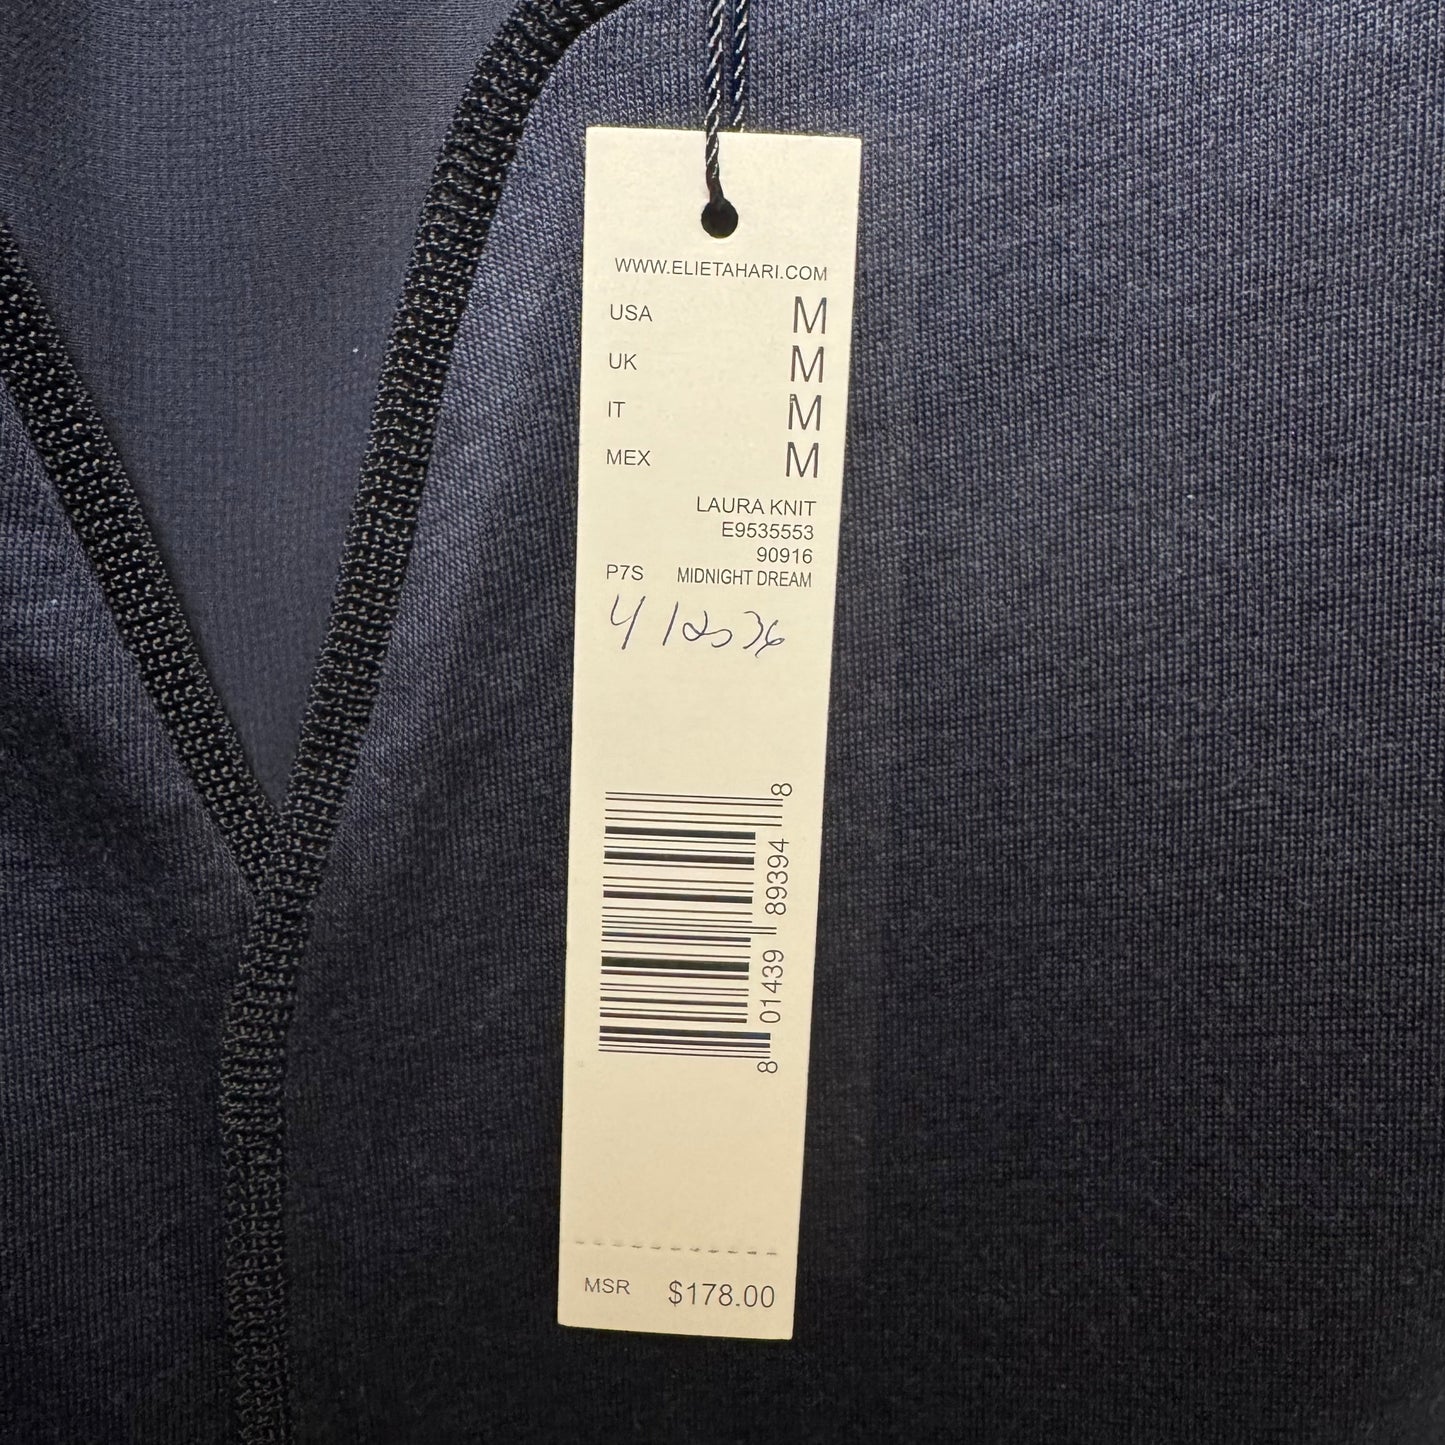 WWW.ELIETAHARI.COM
USA M
UK M
IT M
MEX M
LAURA KNIT
E9535553
90916
P7S MIDNIGHT DREAM
8 01439 89394 8
MSR $178.00